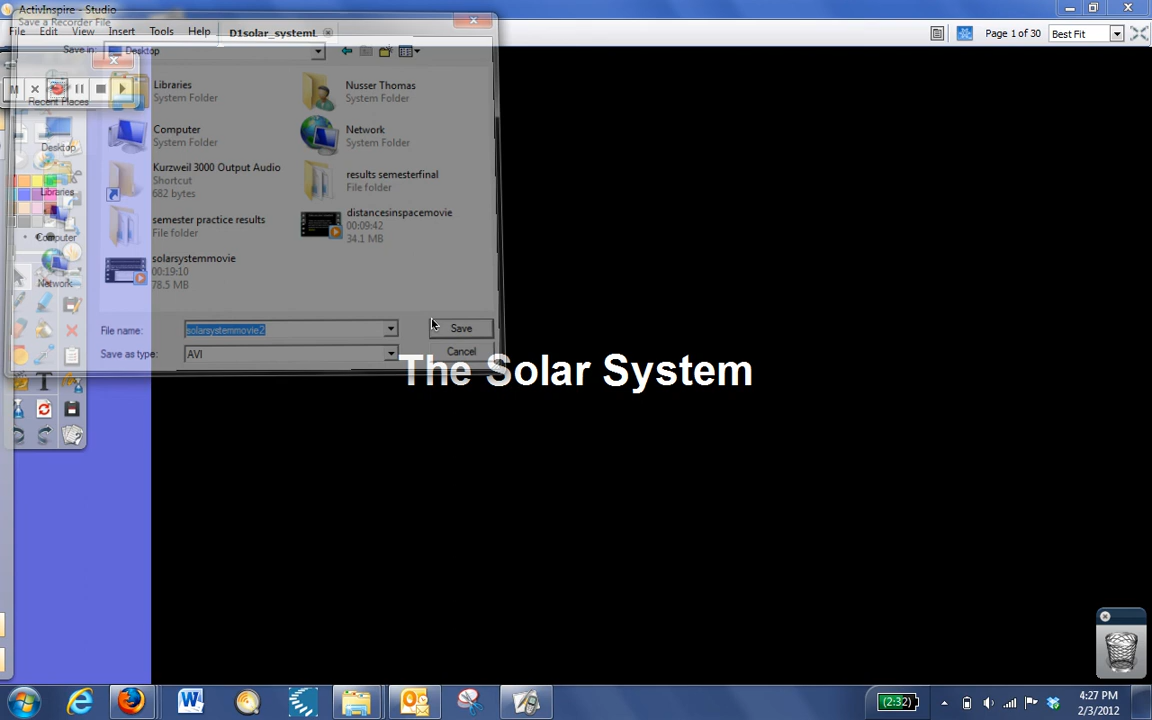 ActivInspire - Studio
Save a Recorder File
File Edit View Insert Tools Help D1solar_systemL
Page 1 of 30 Best Fit
Save in: Desktop
Recent Places
Desktop
Libraries
Computer
Network
Libraries
System Folder
Nusser Thomas
System Folder
Computer
System Folder
Network
System Folder
Kurzweil 3000 Output Audio
Shortcut
682 bytes
results semesterfinal
File folder
semester practice results
File folder
distancesinspacemovie
00:09:42
34.1 MB
solarsystemmovie
00:19:10
78.5 MB
File name: solarsystemmovie2 Save
Save as type: AVI Cancel
The Solar System
(2:32)
4:27 PM
2/3/2012